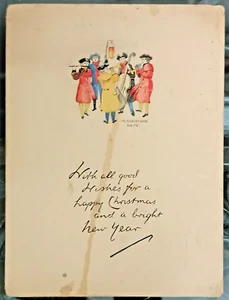 With all good
Wishes for a
happy Christmas
and a bright
New Year